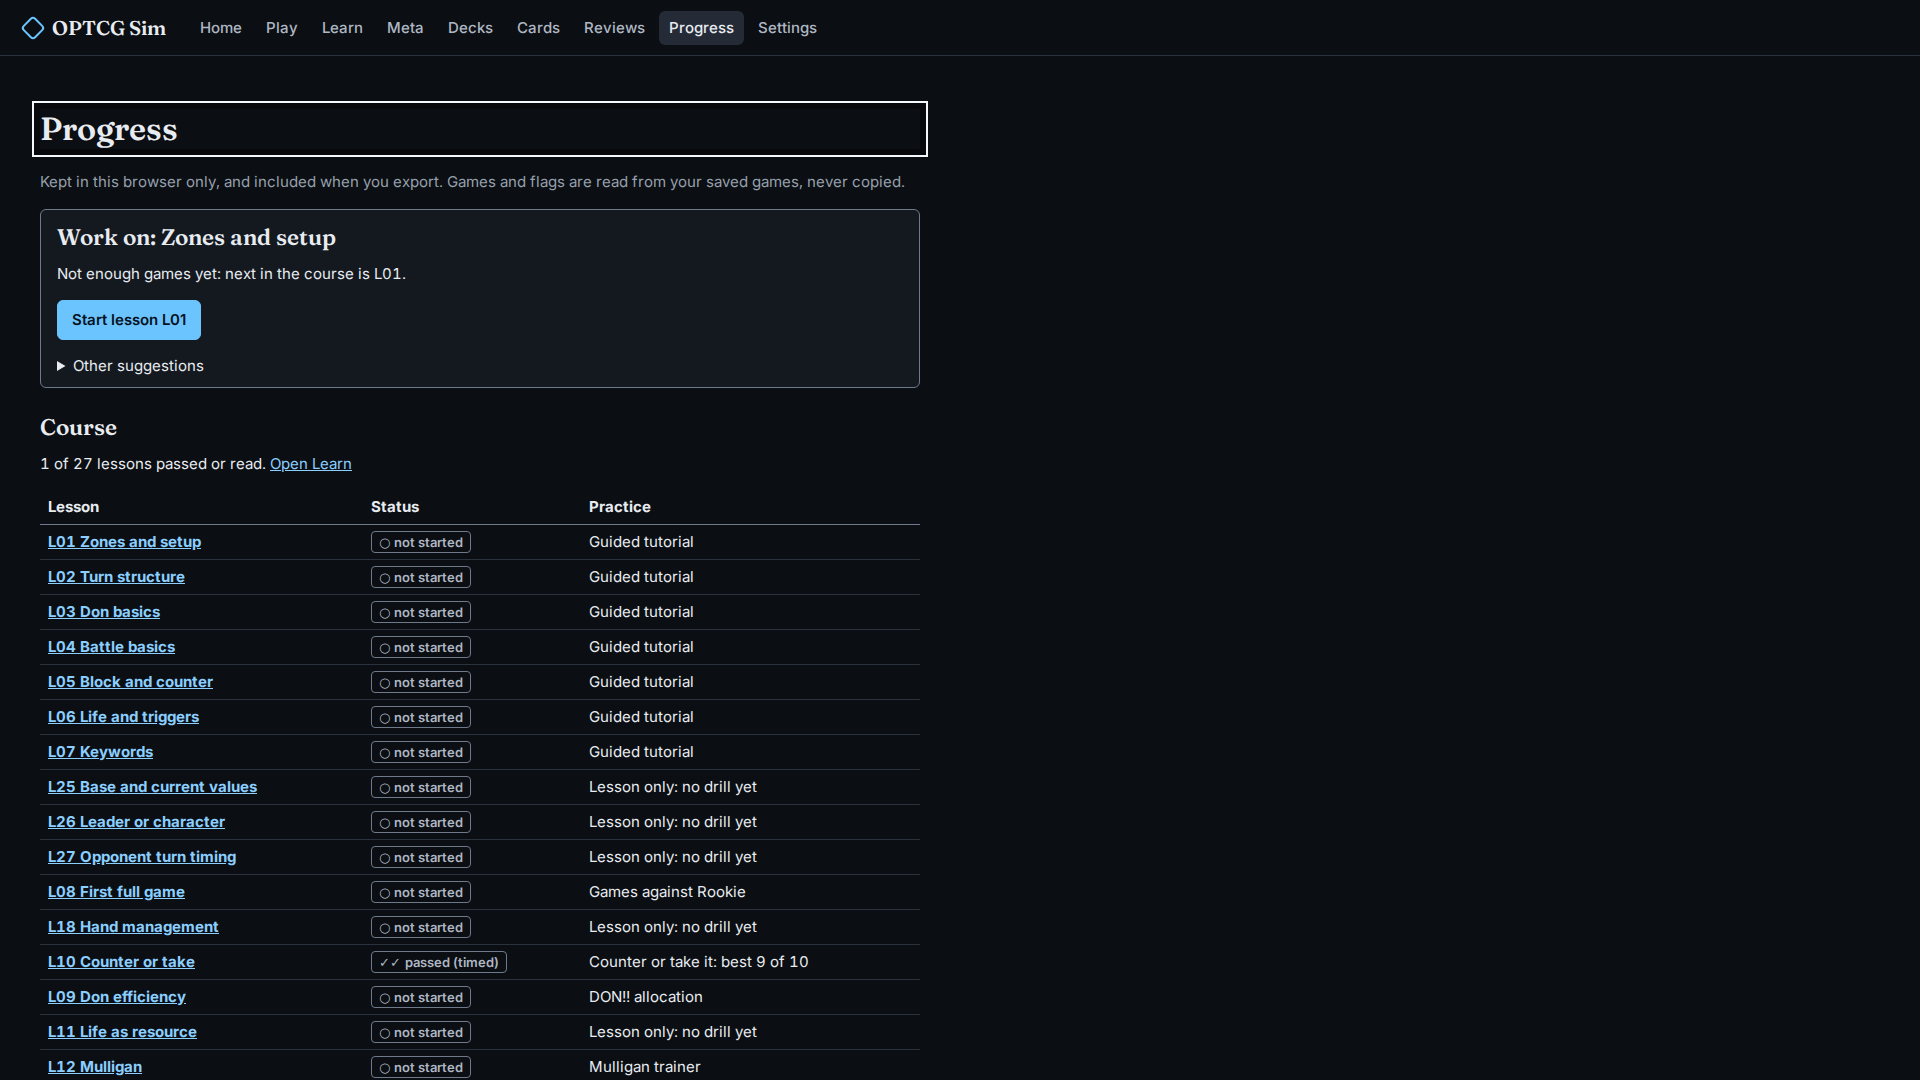 OPTCG Sim Home Play Learn Meta Decks Cards Reviews Progress Settings
Progress
Kept in this browser only, and included when you export. Games and flags are read from your saved games, never copied.
Work on: Zones and setup
Not enough games yet: next in the course is L01.
Start lesson L01
▶ Other suggestions
Course
1 of 27 lessons passed or read. Open Learn
Lesson Status Practice
L01 Zones and setup ○ not started Guided tutorial
L02 Turn structure ○ not started Guided tutorial
L03 Don basics ○ not started Guided tutorial
L04 Battle basics ○ not started Guided tutorial
L05 Block and counter ○ not started Guided tutorial
L06 Life and triggers ○ not started Guided tutorial
L07 Keywords ○ not started Guided tutorial
L25 Base and current values ○ not started Lesson only: no drill yet
L26 Leader or character ○ not started Lesson only: no drill yet
L27 Opponent turn timing ○ not started Lesson only: no drill yet
L08 First full game ○ not started Games against Rookie
L18 Hand management ○ not started Lesson only: no drill yet
L10 Counter or take ✓✓ passed (timed) Counter or take it: best 9 of 10
L09 Don efficiency ○ not started DON!! allocation
L11 Life as resource ○ not started Lesson only: no drill yet
L12 Mulligan ○ not started Mulligan trainer